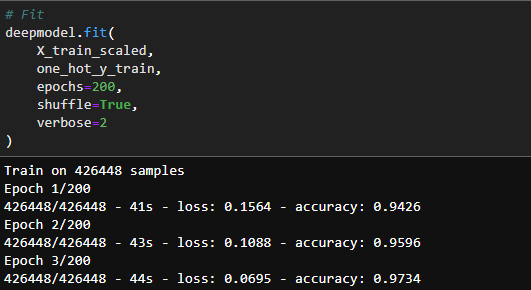 # Fit
deepmodel.fit(
    X_train_scaled,
    one_hot_y_train,
    epochs=200,
    shuffle=True,
    verbose=2
)
Train on 426448 samples
Epoch 1/200
426448/426448 - 41s - loss: 0.1564 - accuracy: 0.9426
Epoch 2/200
426448/426448 - 43s - loss: 0.1088 - accuracy: 0.9596
Epoch 3/200
426448/426448 - 44s - loss: 0.0695 - accuracy: 0.9734